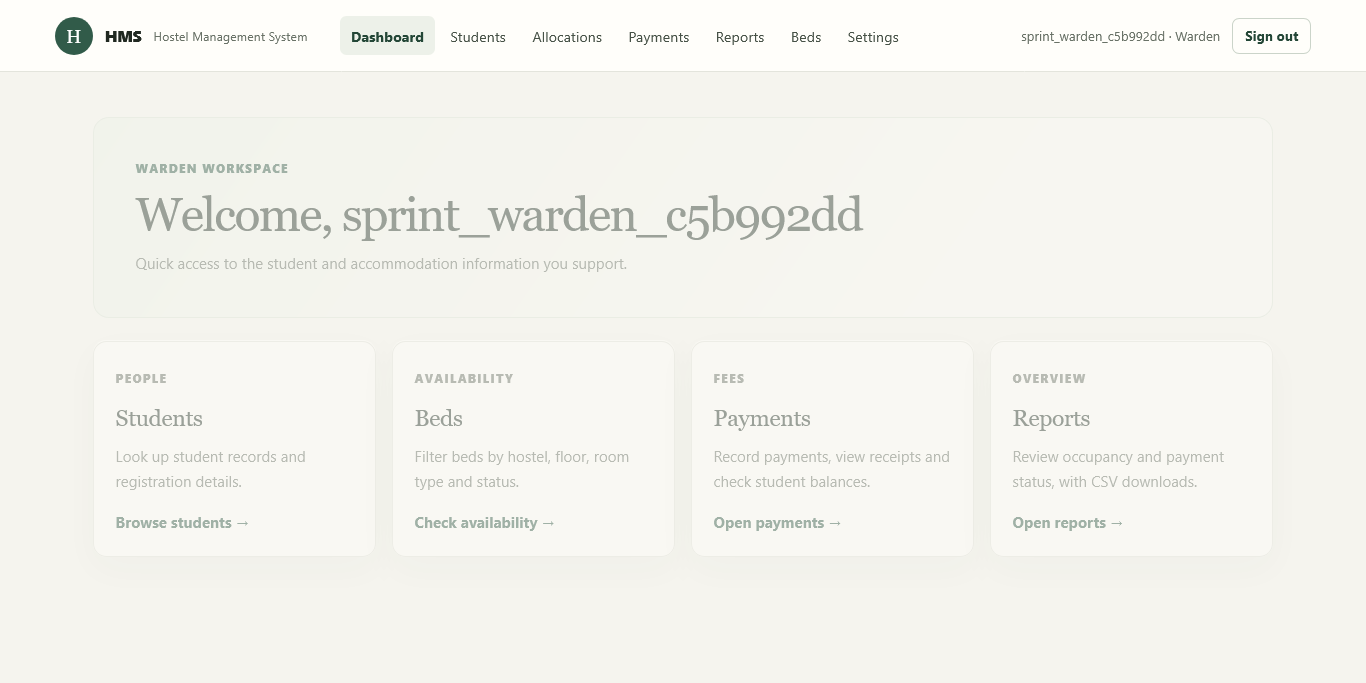 H HMS Hostel Management System Dashboard Students Allocations Payments Reports Beds Settings sprint_warden_c5b992dd · Warden Sign out
WARDEN WORKSPACE
Welcome, sprint_warden_c5b992dd
Quick access to the student and accommodation information you support.
PEOPLE
Students
Look up student records and
registration details.
Browse students →
AVAILABILITY
Beds
Filter beds by hostel, floor, room
type and status.
Check availability →
FEES
Payments
Record payments, view receipts and
check student balances.
Open payments →
OVERVIEW
Reports
Review occupancy and payment
status, with CSV downloads.
Open reports →